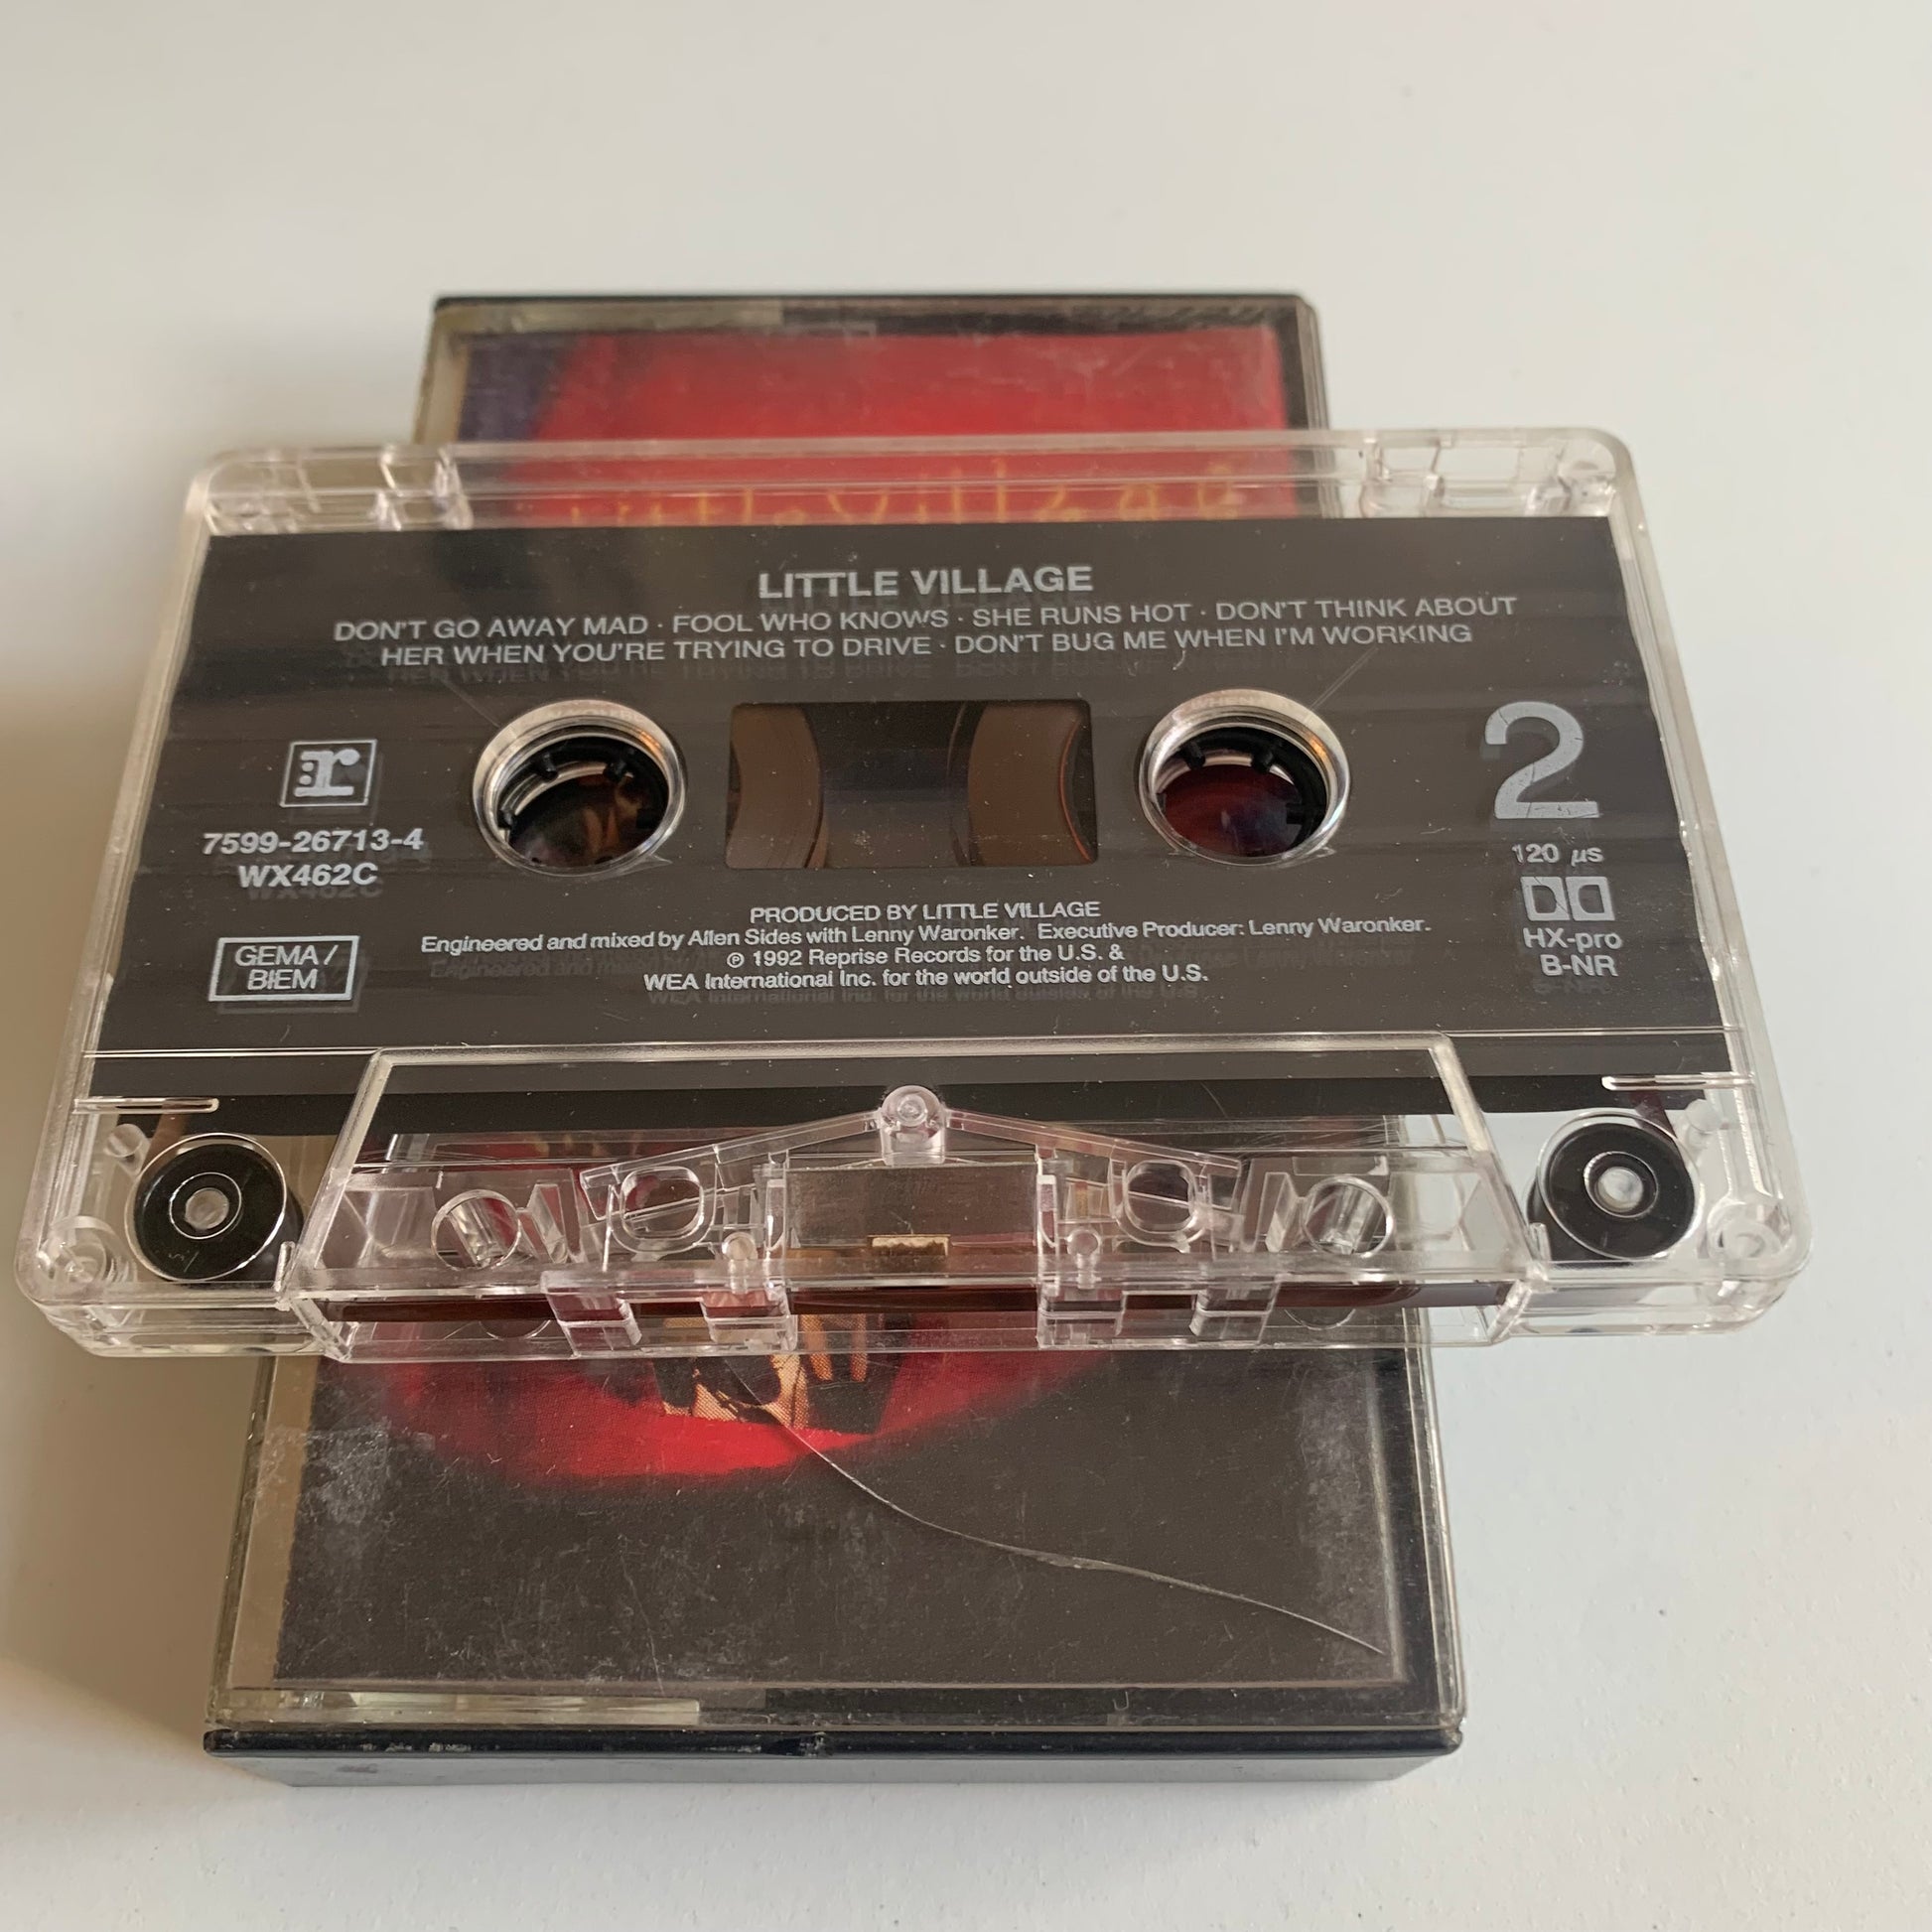 Little Village
LITTLE VILLAGE
DON'T GO AWAY MAD · FOOL WHO KNOWS · SHE RUNS HOT · DON'T THINK ABOUT
HER WHEN YOU'RE TRYING TO DRIVE · DON'T BUG ME WHEN I'M WORKING
r
7599-26713-4
WX462C
GEMA/
BIEM
2
120 µs
HX-pro
B-NR
PRODUCED BY LITTLE VILLAGE
Engineered and mixed by Allen Sides with Lenny Waronker. Executive Producer: Lenny Waronker.
℗ 1992 Reprise Records for the U.S. &
WEA International Inc. for the world outside of the U.S.